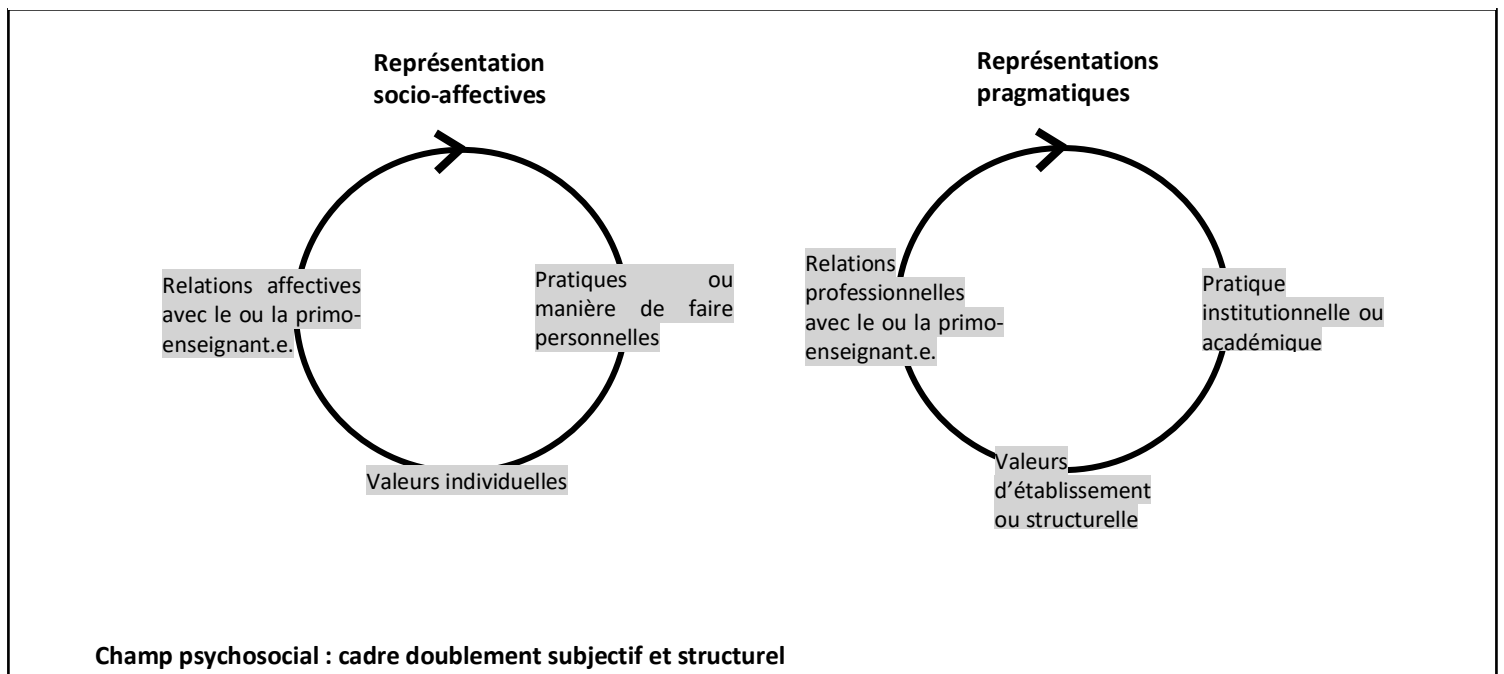 Représentation
socio-affectives
Représentations
pragmatiques
Relations affectives
avec le ou la primo-
enseignant.e.
Pratiques ou
manière de faire
personnelles
Valeurs individuelles
Relations
professionnelles
avec le ou la primo-
enseignant.e.
Pratique
institutionnelle ou
académique
Valeurs
d’établissement
ou structurelle
Champ psychosocial : cadre doublement subjectif et structurel